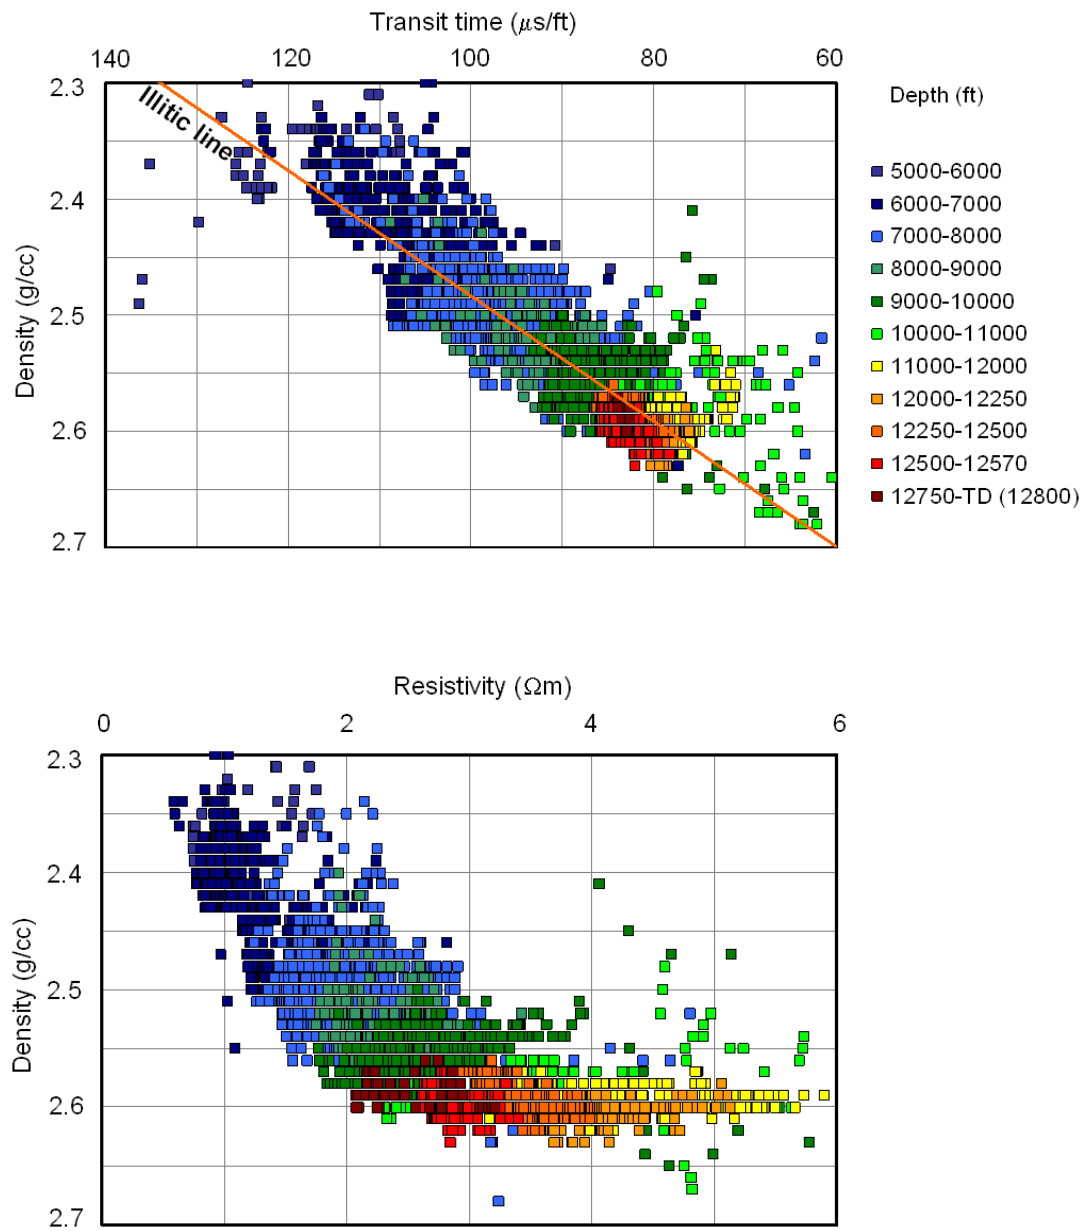 Transit time (μs/ft)
140 120 100 80 60
2.3
2.4
2.5
2.6
2.7
Density (g/cc)
Illitic line
Depth (ft)
5000-6000
6000-7000
7000-8000
8000-9000
9000-10000
10000-11000
11000-12000
12000-12250
12250-12500
12500-12570
12750-TD (12800)
Resistivity (Ωm)
0 2 4 6
2.3
2.4
2.5
2.6
2.7
Density (g/cc)